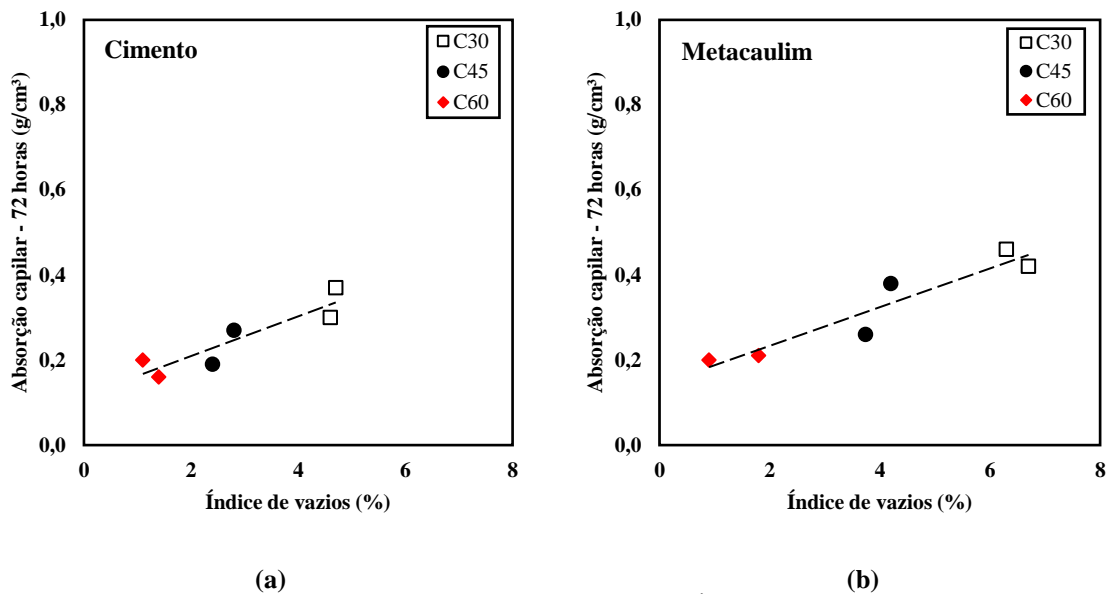 Cimento
C30
C45
C60
Absorção capilar - 72 horas (g/cm³)
1,0
0,8
0,6
0,4
0,2
0,0
0 2 4 6 8
Índice de vazios (%)
(a)
Metacaulim
C30
C45
C60
Absorção capilar - 72 horas (g/cm³)
1,0
0,8
0,6
0,4
0,2
0,0
0 2 4 6 8
Índice de vazios (%)
(b)